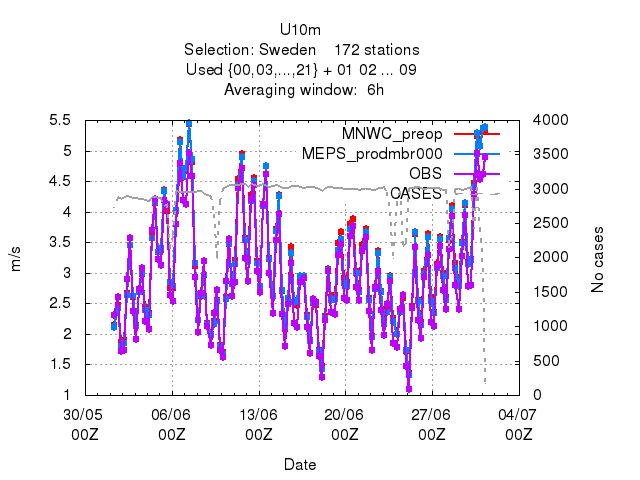 U10m
Selection: Sweden    172 stations
Used {00,03,...,21} + 01 02 ... 09
Averaging window:  6h
MNWC_preop
MEPS_prodmbr000
OBS
CASES
5.5
5
4.5
4
3.5
3
2.5
2
1.5
1
m/s
4000
3500
3000
2500
2000
1500
1000
500
0
No cases
30/05 06/06 13/06 20/06 27/06 04/07
00Z 00Z 00Z 00Z 00Z 00Z
Date